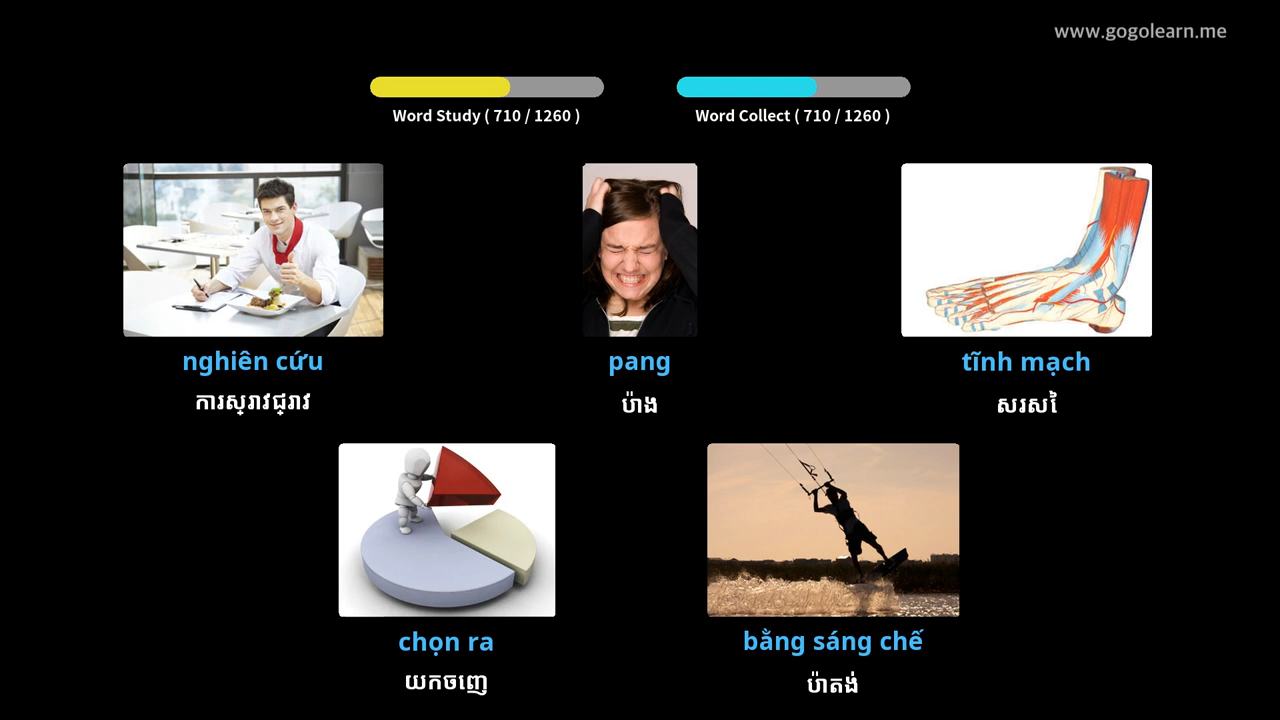 www.gogolearn.me
Word Study ( 710 / 1260 )
Word Collect ( 710 / 1260 )
nghiên cứu
ការស្រាវជ្រាវ
pang
ប៉ាង
tĩnh mạch
សរសៃ
chọn ra
យកចេញ
bằng sáng chế
ប៉ាតង់